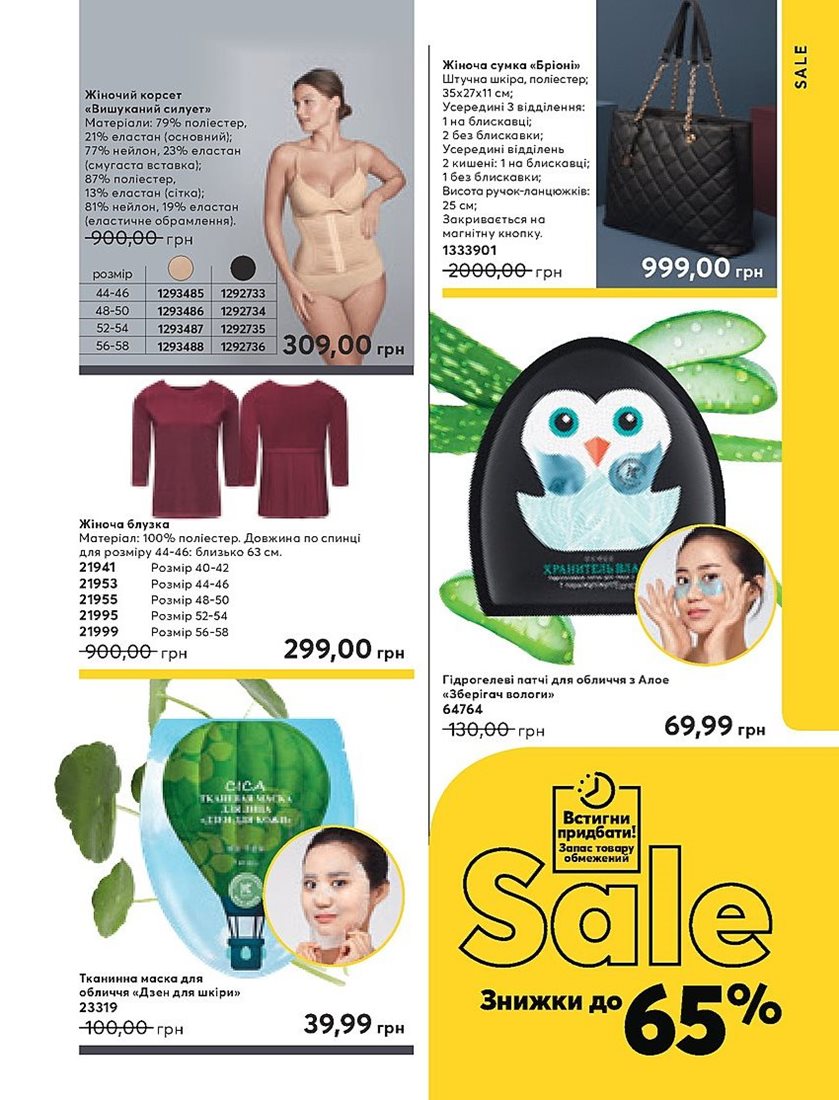 Жіночий корсет
«Вишуканий силует»
Матеріали: 79% поліестер,
21% еластан (основний);
77% нейлон, 23% еластан
(смугаста вставка);
87% поліестер,
13% еластан (сітка);
81% нейлон, 19% еластан
(еластичне обрамлення).
900,00 грн
розмір
44-46 1293485 1292733
48-50 1293486 1292734
52-54 1293487 1292735
56-58 1293488 1292736
309,00 грн
Жіноча блузка
Матеріал: 100% поліестер. Довжина по спинці
для розміру 44-46: близько 63 см.
21941 Розмір 40-42
21953 Розмір 44-46
21955 Розмір 48-50
21995 Розмір 52-54
21999 Розмір 56-58
900,00 грн
299,00 грн
CICA
ТКАНЕВАЯ МАСКА
ДЛЯ ЛИЦА
«ДЗЕН ДЛЯ КОЖИ»
Тканинна маска для
обличчя «Дзен для шкіри»
23319
100,00 грн
39,99 грн
Жіноча сумка «Бріоні»
Штучна шкіра, поліестер;
35х27х11 см;
Усередині 3 відділення:
1 на блискавці;
2 без блискавки;
Усередині відділень
2 кишені: 1 на блискавці;
1 без блискавки;
Висота ручок-ланцюжків:
25 см;
Закривається на
магнітну кнопку.
1333901
2000,00 грн
999,00 грн
SALE
ХРАНИТЕЛЬ ВЛА
Гідрогелеві патчі для обличчя з Алое
«Зберігач вологи»
64764
130,00 грн
69,99 грн
Встигни
придбати!
Запас товару
обмежений
Sale
Знижки до
65%